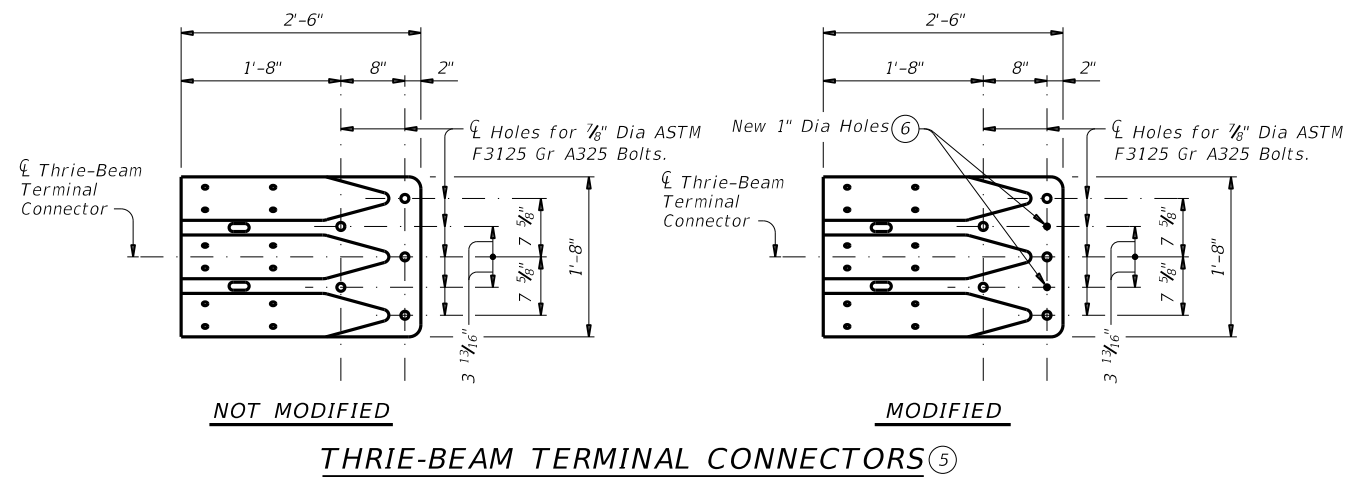 2'-6"
1'-8" 8" 2"
℄ Holes for 7/8" Dia ASTM
F3125 Gr A325 Bolts.
℄ Thrie-Beam
Terminal
Connector
7 5/8"
7 5/8"
1'-8"
3 13/16"
NOT MODIFIED
2'-6"
1'-8" 8" 2"
New 1" Dia Holes 6
℄ Holes for 7/8" Dia ASTM
F3125 Gr A325 Bolts.
℄ Thrie-Beam
Terminal
Connector
7 5/8"
7 5/8"
1'-8"
3 13/16"
MODIFIED
THRIE-BEAM TERMINAL CONNECTORS 5